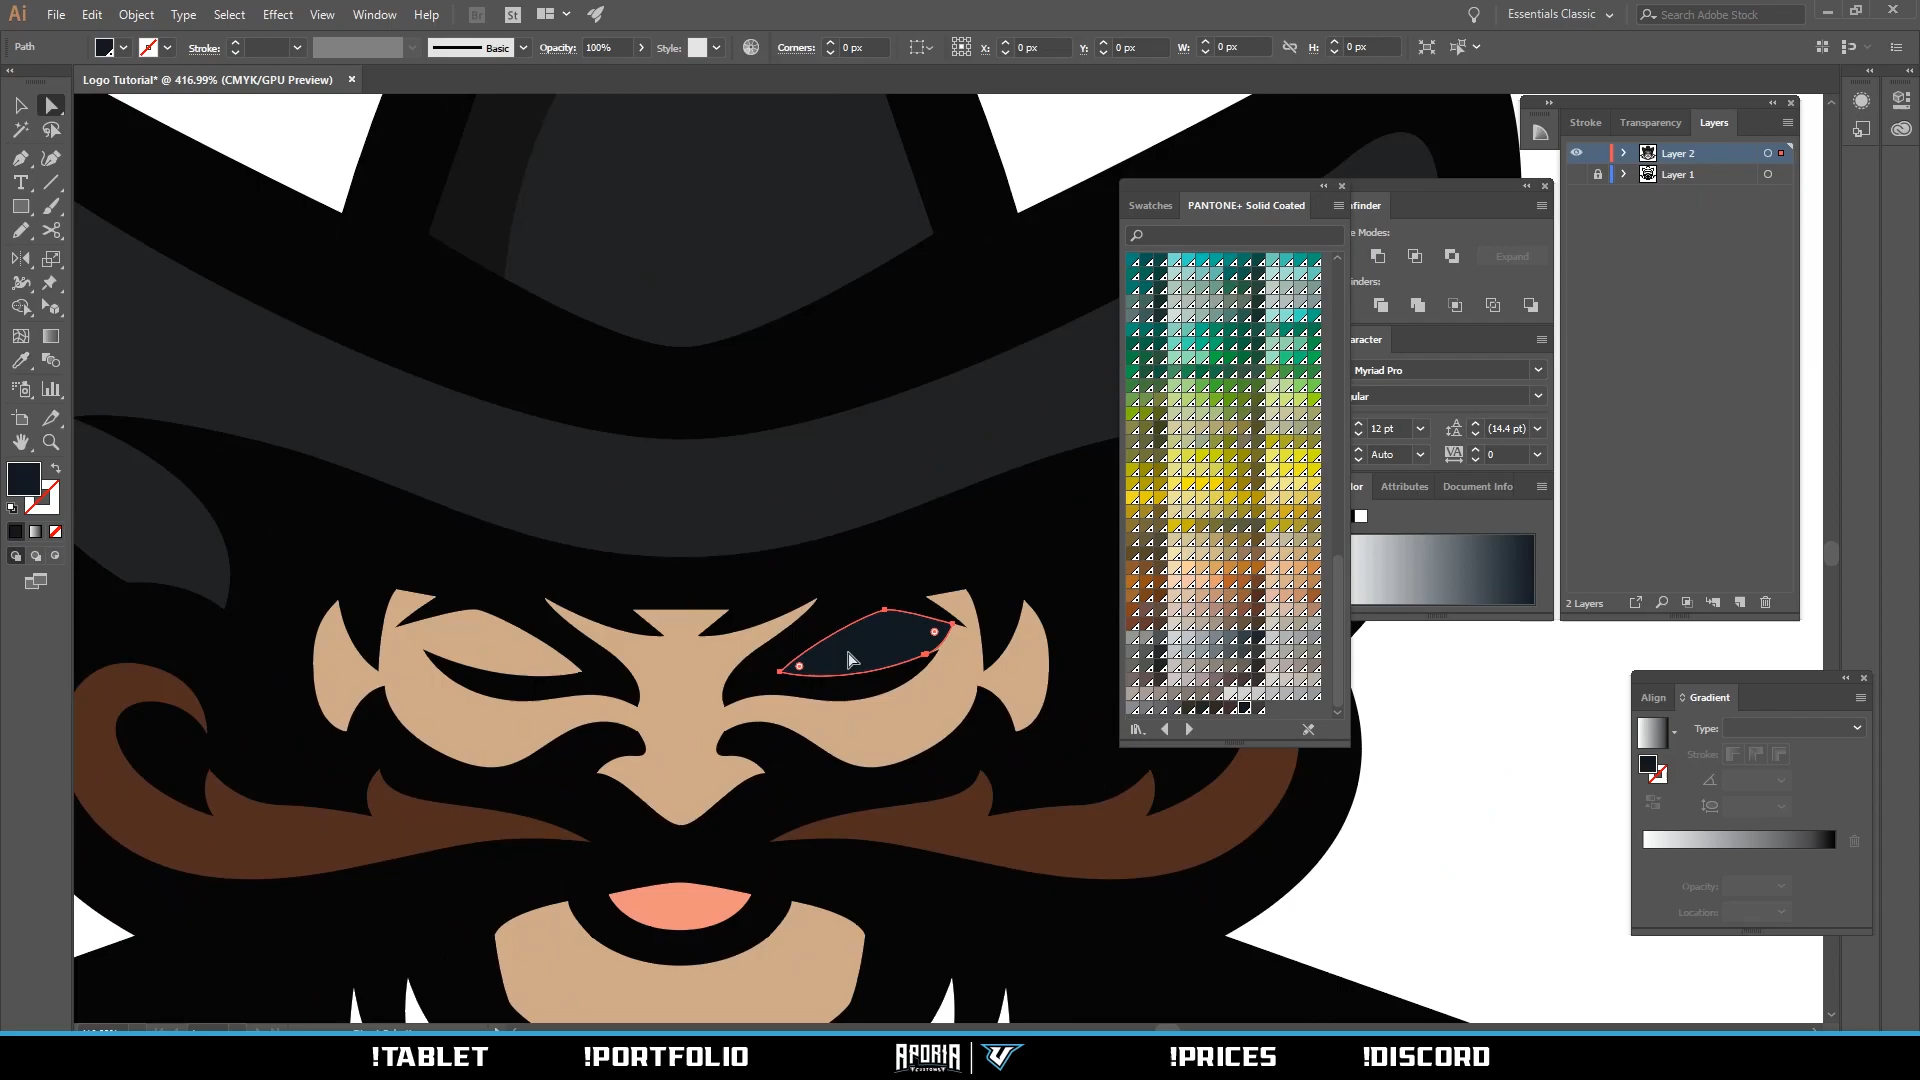 Ai File Edit Object Type Select Effect View Window Help Br St Essentials Classic Search Adobe Stock
Path Stroke: Basic Opacity: 100% Style: Corners: 0 px X: 0 px Y: 0 px W: 0 px H: 0 px
Logo Tutorial* @ 416.99% (CMYK/GPU Preview)
Stroke Transparency Layers
Layer 2
Layer 1
Swatches PANTONE+ Solid Coated
finder
e Modes:
Expand
inders:
aracter
Myriad Pro
ular
12 pt (14.4 pt)
Auto 0
lor Attributes Document Info
2 Layers
Align Gradient
Type:
Stroke:
Opacity:
Location:
!TABLET !PORTFOLIO APORIA CUSTOMS !PRICES !DISCORD